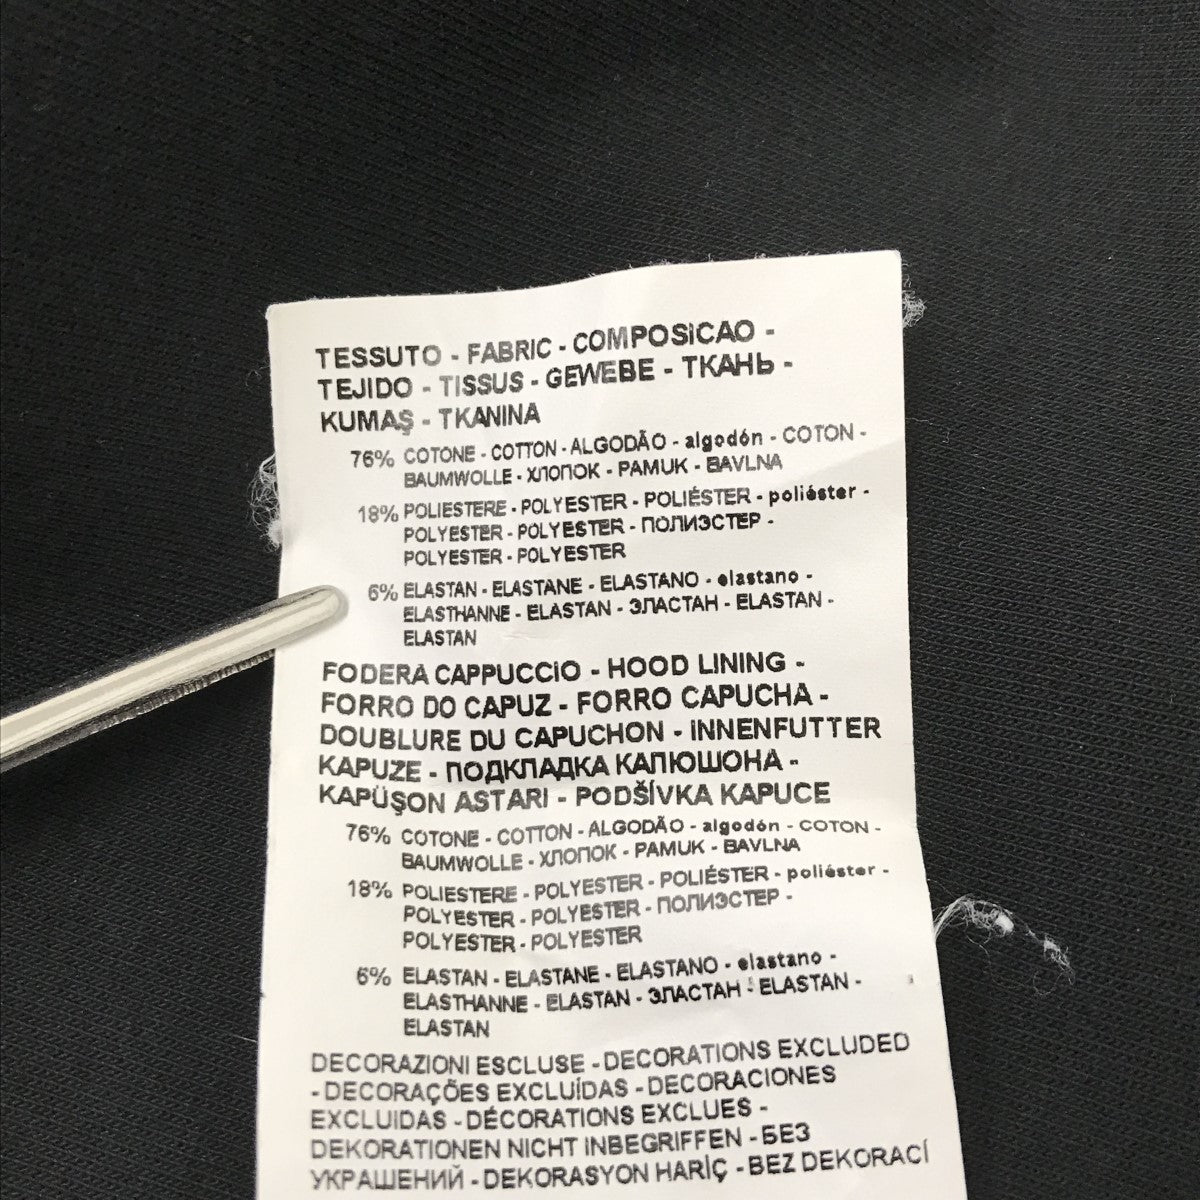 TESSUTO - FABRIC - COMPOSICAO -
TEJIDO - TISSUS - GEWEBE - ТКАНЬ -
KUMAŞ - TKANINA
76% COTONE - COTTON - ALGODÃO - algodón - COTON -
BAUMWOLLE - ХЛОПОК - PAMUK - BAVLNA
18% POLIESTERE - POLYESTER - POLIÉSTER - poliéster -
POLYESTER - POLYESTER - ПОЛИЭСТЕР -
POLYESTER - POLYESTER
6% ELASTAN - ELASTANE - ELASTANO - elastano -
ELASTHANNE - ELASTAN - ЭЛАСТАН - ELASTAN -
ELASTAN
FODERA CAPPUCCIO - HOOD LINING -
FORRO DO CAPUZ - FORRO CAPUCHA -
DOUBLURE DU CAPUCHON - INNENFUTTER
KAPUZE - ПОДКЛАДКА КАПЮШОНА -
KAPÜŞON ASTARI - PODŠÍVKA KAPUCE
76% COTONE - COTTON - ALGODÃO - algodón - COTON -
BAUMWOLLE - ХЛОПОК - PAMUK - BAVLNA
18% POLIESTERE - POLYESTER - POLIÉSTER - poliéster -
POLYESTER - POLYESTER - ПОЛИЭСТЕР -
POLYESTER - POLYESTER
6% ELASTAN - ELASTANE - ELASTANO - elastano -
ELASTHANNE - ELASTAN - ЭЛАСТАН - ELASTAN -
ELASTAN
DECORAZIONI ESCLUSE - DECORATIONS EXCLUDED
- DECORAÇÕES EXCLUÍDAS - DECORACIONES
EXCLUIDAS - DÉCORATIONS EXCLUES -
DEKORATIONEN NICHT INBEGRIFFEN - БЕЗ
УКРАШЕНИЙ - DEKORASYON HARİÇ - BEZ DEKORACÍ